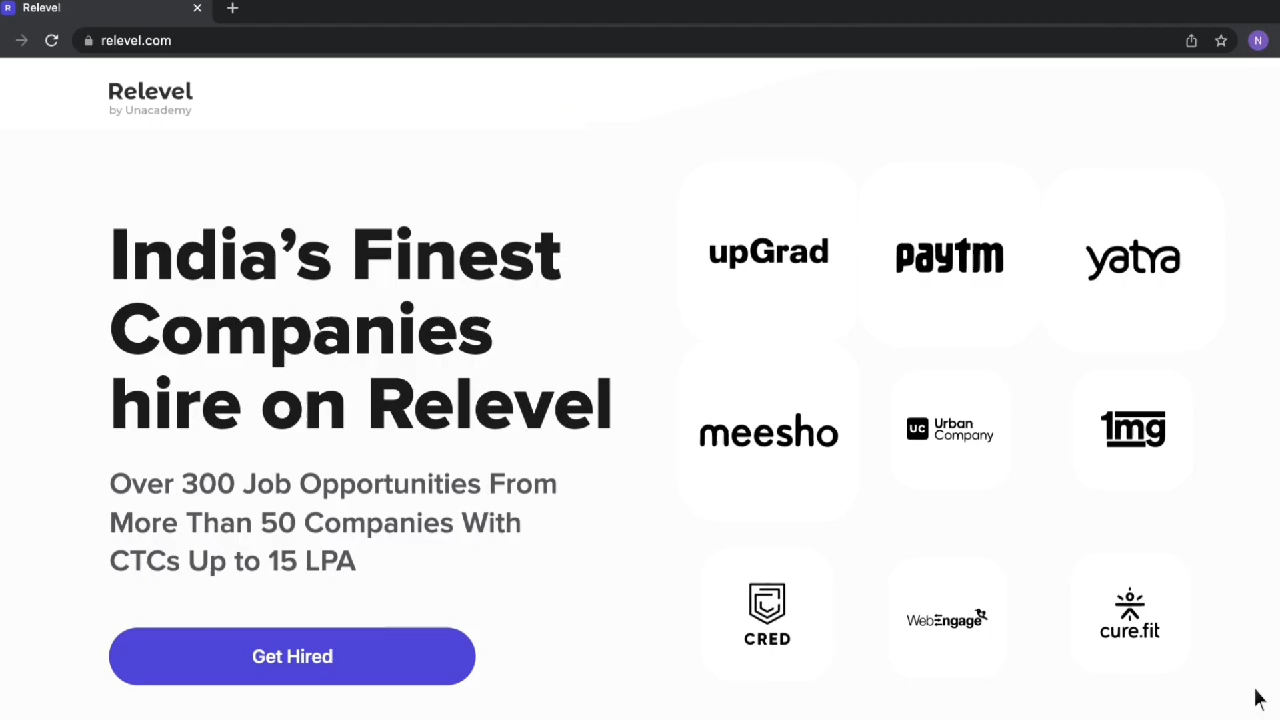 R Relevel
relevel.com
N
Relevel
by Unacademy
India's Finest
Companies
hire on Relevel
Over 300 Job Opportunities From
More Than 50 Companies With
CTCs Up to 15 LPA
Get Hired
upGrad
paytm
yatra
meesho
UC Urban
Company
1mg
CRED
WebEngage
cure.fit